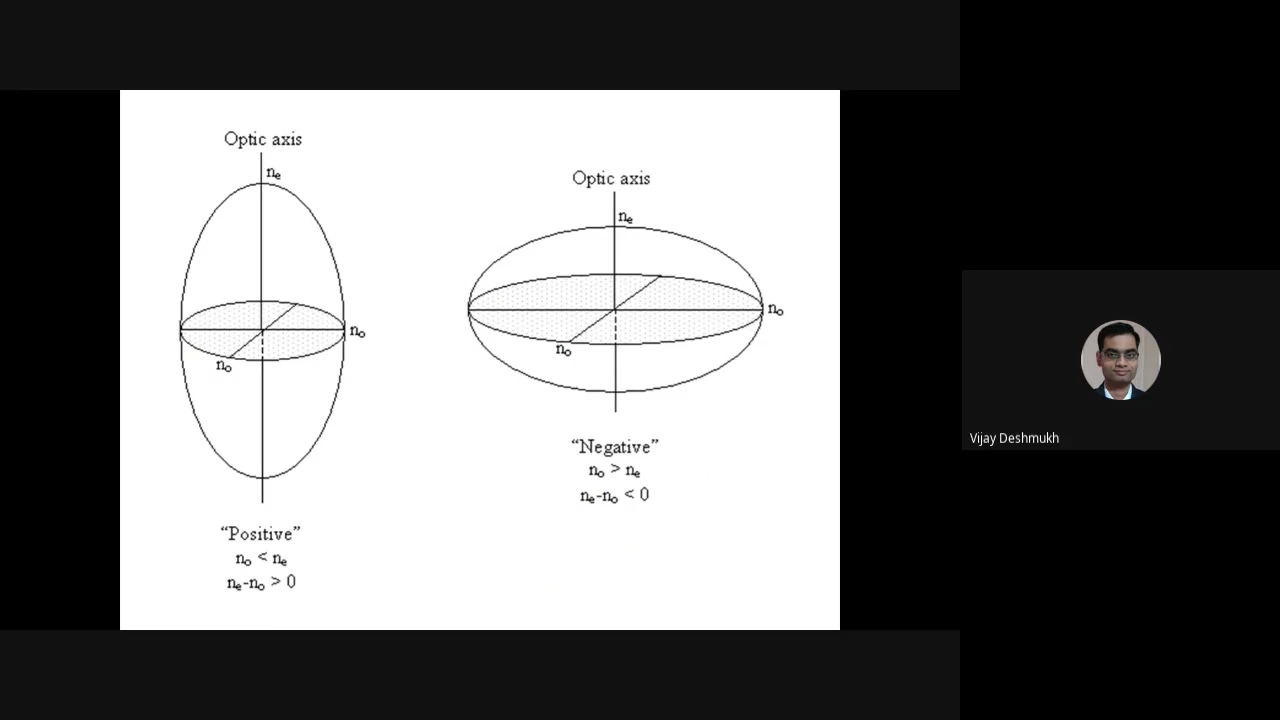 Optic axis
nₑ
nₒ
nₒ
“Positive”
nₒ < nₑ
nₑ-nₒ > 0
Optic axis
nₑ
nₒ
nₒ
“Negative”
nₒ > nₑ
nₑ-nₒ < 0
Vijay Deshmukh